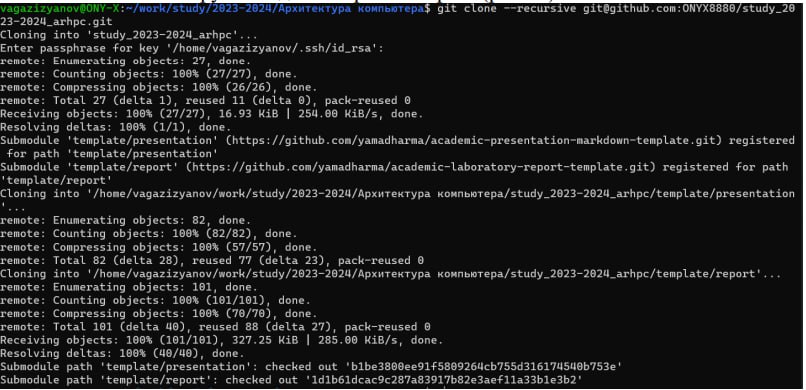 vagazizyanov@ONY-X:~/work/study/2023-2024/Архитектура компьютера$ git clone --recursive git@github.com:ONYX8880/study_20
23-2024_arhpc.git
Cloning into 'study_2023-2024_arhpc'...
Enter passphrase for key '/home/vagazizyanov/.ssh/id_rsa':
remote: Enumerating objects: 27, done.
remote: Counting objects: 100% (27/27), done.
remote: Compressing objects: 100% (26/26), done.
remote: Total 27 (delta 1), reused 11 (delta 0), pack-reused 0
Receiving objects: 100% (27/27), 16.93 KiB | 254.00 KiB/s, done.
Resolving deltas: 100% (1/1), done.
Submodule 'template/presentation' (https://github.com/yamadharma/academic-presentation-markdown-template.git) registered
 for path 'template/presentation'
Submodule 'template/report' (https://github.com/yamadharma/academic-laboratory-report-template.git) registered for path
'template/report'
Cloning into '/home/vagazizyanov/work/study/2023-2024/Архитектура компьютера/study_2023-2024_arhpc/template/presentation
'...
remote: Enumerating objects: 82, done.
remote: Counting objects: 100% (82/82), done.
remote: Compressing objects: 100% (57/57), done.
remote: Total 82 (delta 28), reused 77 (delta 23), pack-reused 0
Cloning into '/home/vagazizyanov/work/study/2023-2024/Архитектура компьютера/study_2023-2024_arhpc/template/report'...
remote: Enumerating objects: 101, done.
remote: Counting objects: 100% (101/101), done.
remote: Compressing objects: 100% (70/70), done.
remote: Total 101 (delta 40), reused 88 (delta 27), pack-reused 0
Receiving objects: 100% (101/101), 327.25 KiB | 285.00 KiB/s, done.
Resolving deltas: 100% (40/40), done.
Submodule path 'template/presentation': checked out 'b1be3800ee91f5809264cb755d316174540b753e'
Submodule path 'template/report': checked out '1d1b61dcac9c287a83917b82e3aef11a33b1e3b2'